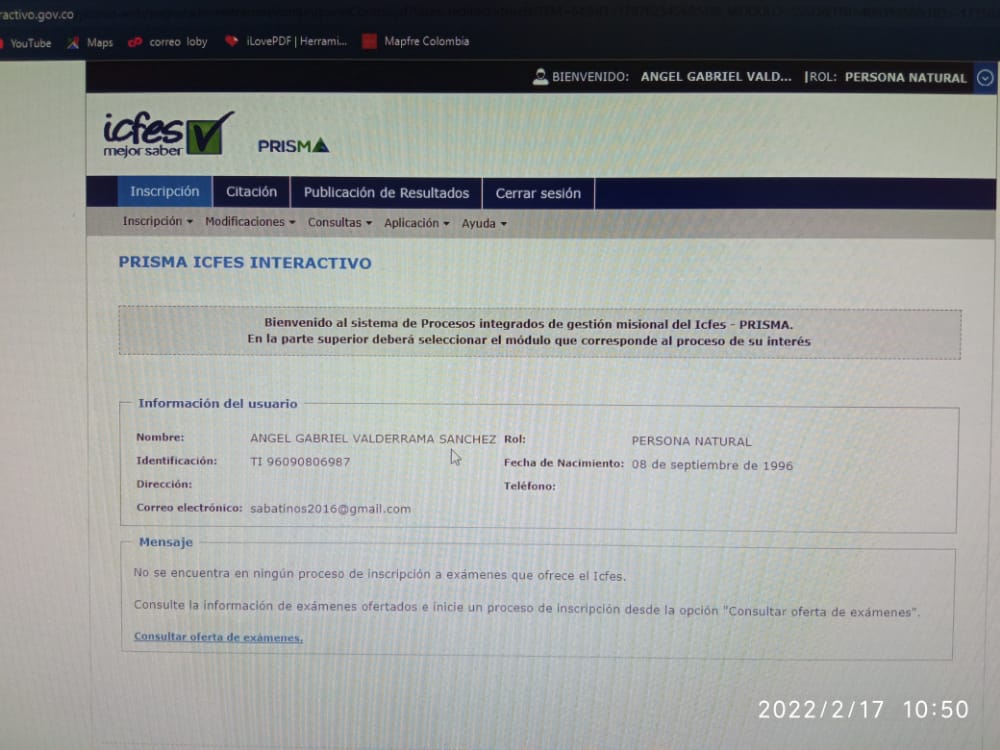 ractivo.gov.co
YouTube Maps correo loby iLovePDF | Herrami... Mapfre Colombia
BIENVENIDO: ANGEL GABRIEL VALD... |ROL: PERSONA NATURAL
icfes
mejor saber
PRISMA
Inscripción Citación Publicación de Resultados Cerrar sesión
Inscripción Modificaciones Consultas Aplicación Ayuda
PRISMA ICFES INTERACTIVO
Bienvenido al sistema de Procesos integrados de gestión misional del Icfes - PRISMA.
En la parte superior deberá seleccionar el módulo que corresponde al proceso de su interés
Información del usuario
Nombre: ANGEL GABRIEL VALDERRAMA SANCHEZ Rol: PERSONA NATURAL
Identificación: TI 96090806987 Fecha de Nacimiento: 08 de septiembre de 1996
Dirección: Teléfono:
Correo electrónico: sabatinos2016@gmail.com
Mensaje
No se encuentra en ningún proceso de inscripción a exámenes que ofrece el Icfes.
Consulte la información de exámenes ofertados e inicie un proceso de inscripción desde la opción "Consultar oferta de exámenes".
Consultar oferta de exámenes.
2022/2/17 10:50